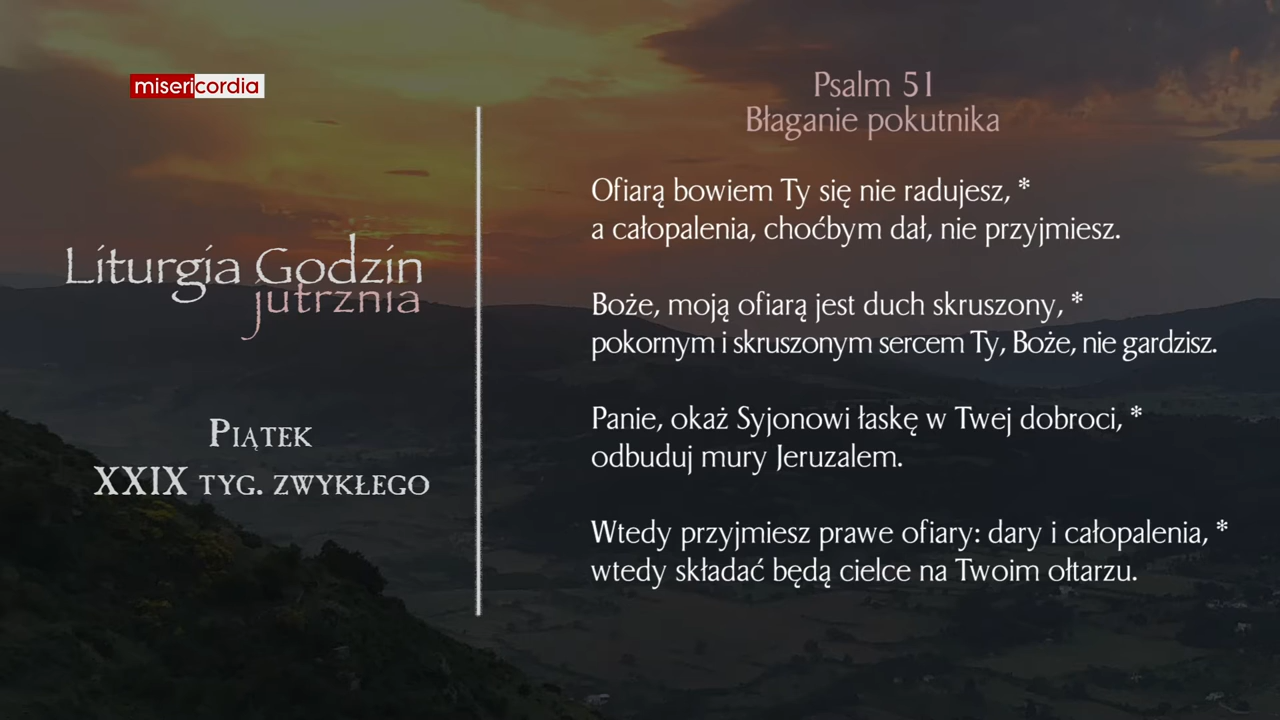 misericordia
Liturgia Godzin
jutrznia
Piątek
XXIX tyg. zwykłego
Psalm 51
Błaganie pokutnika
Ofiarą bowiem Ty się nie radujesz, *
a całopalenia, choćbym dał, nie przyjmiesz.
Boże, moją ofiarą jest duch skruszony, *
pokornym i skruszonym sercem Ty, Boże, nie gardzisz.
Panie, okaż Syjonowi łaskę w Twej dobroci, *
odbuduj mury Jeruzalem.
Wtedy przyjmiesz prawe ofiary: dary i całopalenia, *
wtedy składać będą cielce na Twoim ołtarzu.